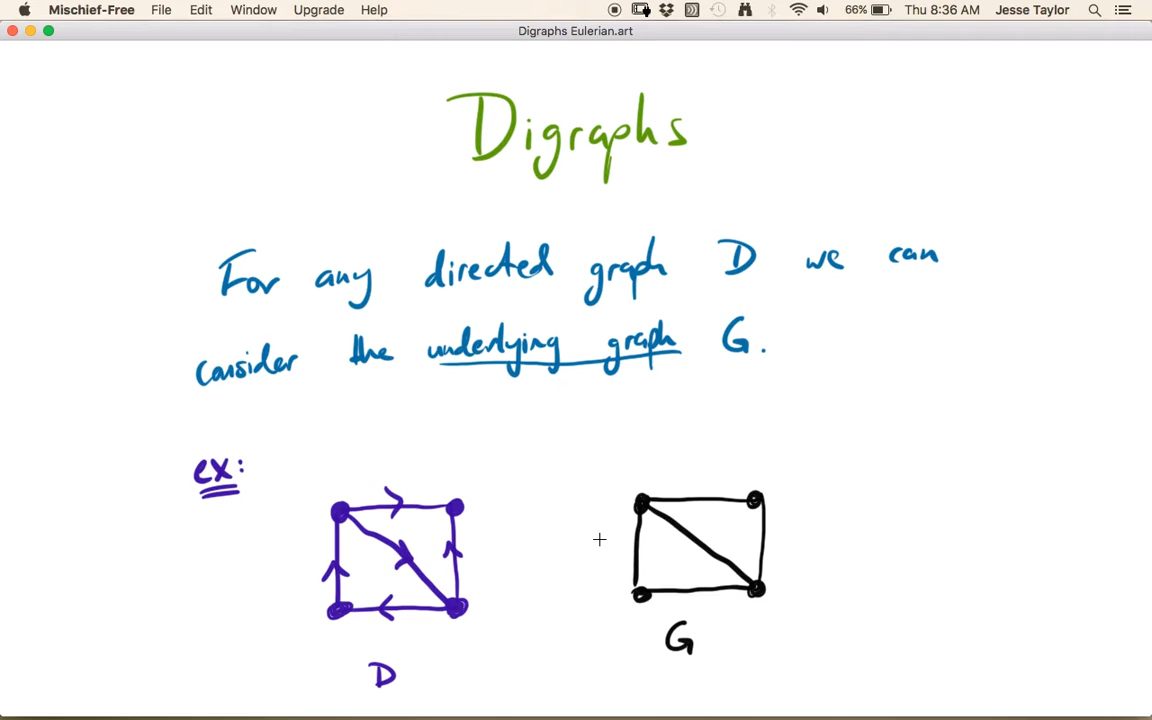 Mischief-Free File Edit Window Upgrade Help 66% Thu 8:36 AM Jesse Taylor
Digraphs Eulerian.art
Digraphs
For any directed graph D we can
consider the underlying graph G.
ex:
D
G